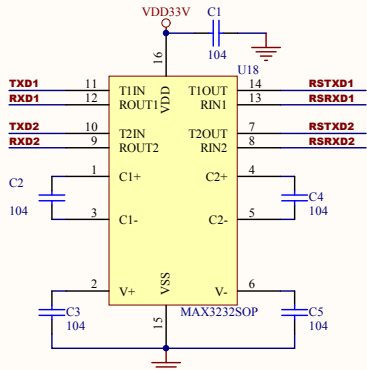 VDD33V
C1
104
16
U18
TXD1 11 T1IN VDD T1OUT 14 RSTXD1
RXD1 12 ROUT1 RIN1 13 RSRXD1
TXD2 10 T2IN T2OUT 7 RSTXD2
RXD2 9 ROUT2 RIN2 8 RSRXD2
C2 1 C1+ C2+ 4 C4
104 3 C1- C2- 5 104
2 V+ VSS V- 6
C3 MAX3232SOP C5
104 15 104